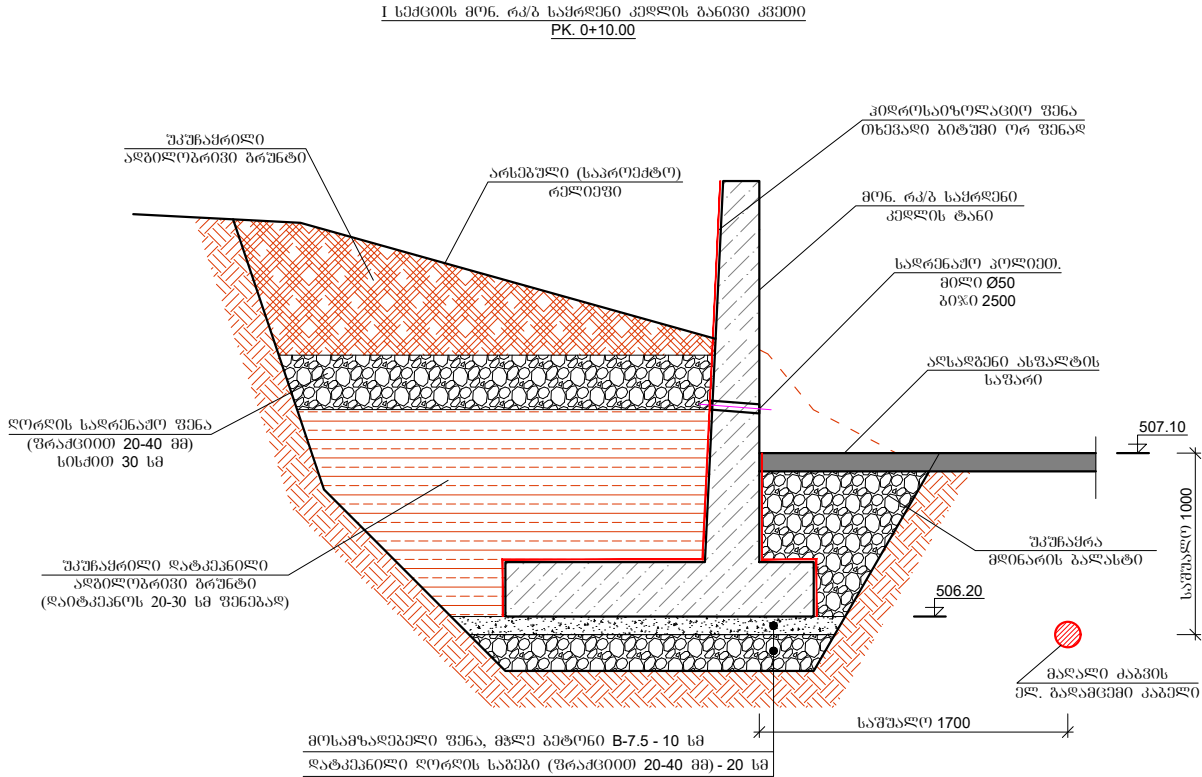 I სექციის მონ. რკ/ბ საყრდენი კედლის განივი კვეთი
PK. 0+10.00
ჰიდროსაიზოლაციო ფენა
თხევადი ბიტუმი ორ ფენად
უკუჩაყრილი
ადგილობრივი გრუნტი
არსებული (საპროექტო)
რელიეფი
მონ. რკ/ბ საყრდენი
კედლის ტანი
სადრენაჟო პოლიეთ.
მილი Ø50
ბიჯი 2500
აღსადგენი ასფალტის
საფარი
ღორღის სადრენაჟო ფენა
(ფრაქციით 20-40 მმ)
სისქით 30 სმ
507.10
საშუალო 1000
უკუჩაყრა
მდინარის ბალასტი
უკუჩაყრილი დატკეპნილი
ადგილობრივი გრუნტი
(დაიტკეპნოს 20-30 სმ ფენებად)
506.20
მაღალი ძაბვის
ელ. გადამცემი კაბელი
საშუალო 1700
მოსამზადებელი ფენა, მჭლე ბეტონი B-7.5 - 10 სმ
დატკეპნილი ღორღის საგები (ფრაქციით 20-40 მმ) - 20 სმ